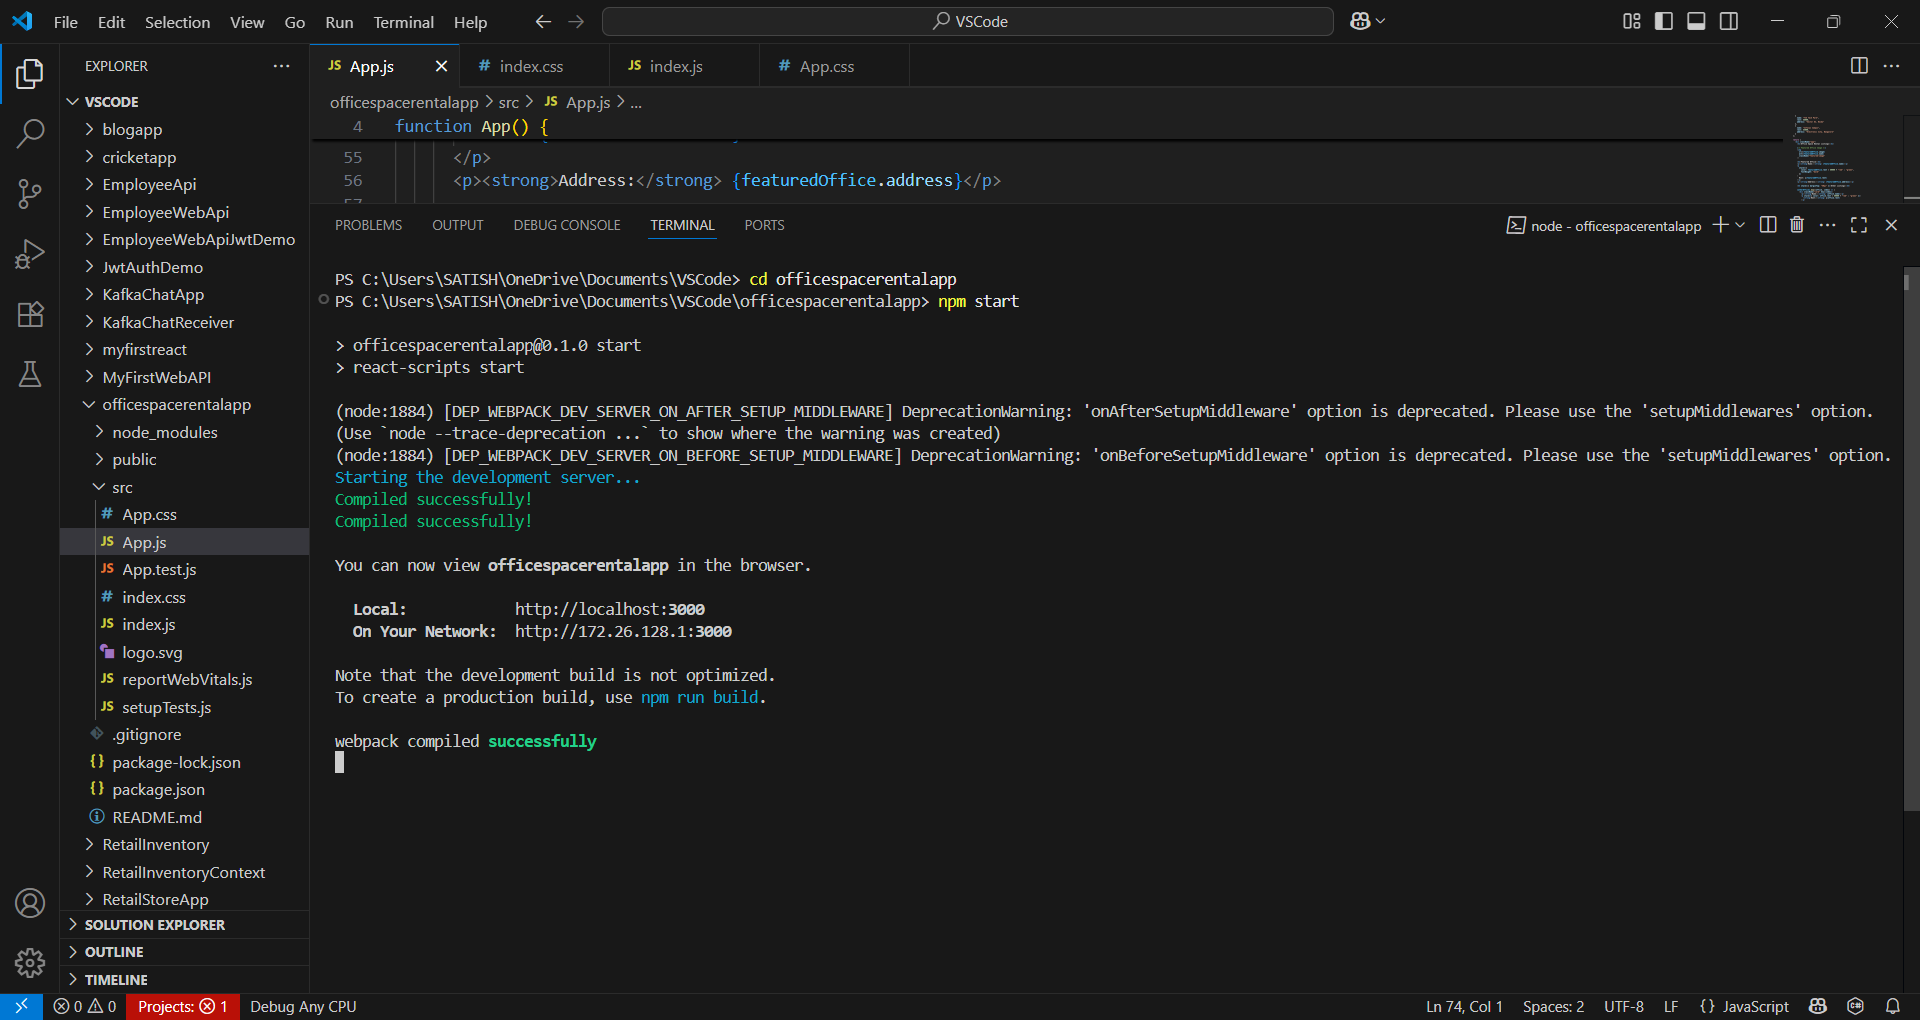 File Edit Selection View Go Run Terminal Help
VSCode
EXPLORER
VSCODE
blogapp
cricketapp
EmployeeApi
EmployeeWebApi
EmployeeWebApiJwtDemo
JwtAuthDemo
KafkaChatApp
KafkaChatReceiver
myfirstreact
MyFirstWebAPI
officespacerentalapp
node_modules
public
src
# App.css
JS App.js
JS App.test.js
# index.css
JS index.js
logo.svg
JS reportWebVitals.js
JS setupTests.js
.gitignore
{} package-lock.json
{} package.json
README.md
RetailInventory
RetailInventoryContext
RetailStoreApp
SOLUTION EXPLORER
OUTLINE
TIMELINE
JS App.js # index.css JS index.js # App.css
officespacerentalapp > src > JS App.js > ...
4 function App() {
55 </p>
56 <p><strong>Address:</strong> {featuredOffice.address}</p>
PROBLEMS OUTPUT DEBUG CONSOLE TERMINAL PORTS
node - officespacerentalapp
PS C:\Users\SATISH\OneDrive\Documents\VSCode> cd officespacerentalapp
PS C:\Users\SATISH\OneDrive\Documents\VSCode\officespacerentalapp> npm start
> officespacerentalapp@0.1.0 start
> react-scripts start
(node:1884) [DEP_WEBPACK_DEV_SERVER_ON_AFTER_SETUP_MIDDLEWARE] DeprecationWarning: 'onAfterSetupMiddleware' option is deprecated. Please use the 'setupMiddlewares' option.
(Use `node --trace-deprecation ...` to show where the warning was created)
(node:1884) [DEP_WEBPACK_DEV_SERVER_ON_BEFORE_SETUP_MIDDLEWARE] DeprecationWarning: 'onBeforeSetupMiddleware' option is deprecated. Please use the 'setupMiddlewares' option.
Starting the development server...
Compiled successfully!
Compiled successfully!
You can now view officespacerentalapp in the browser.
Local: http://localhost:3000
On Your Network: http://172.26.128.1:3000
Note that the development build is not optimized.
To create a production build, use npm run build.
webpack compiled successfully
0 0 Projects: 1 Debug Any CPU
Ln 74, Col 1 Spaces: 2 UTF-8 LF {} JavaScript